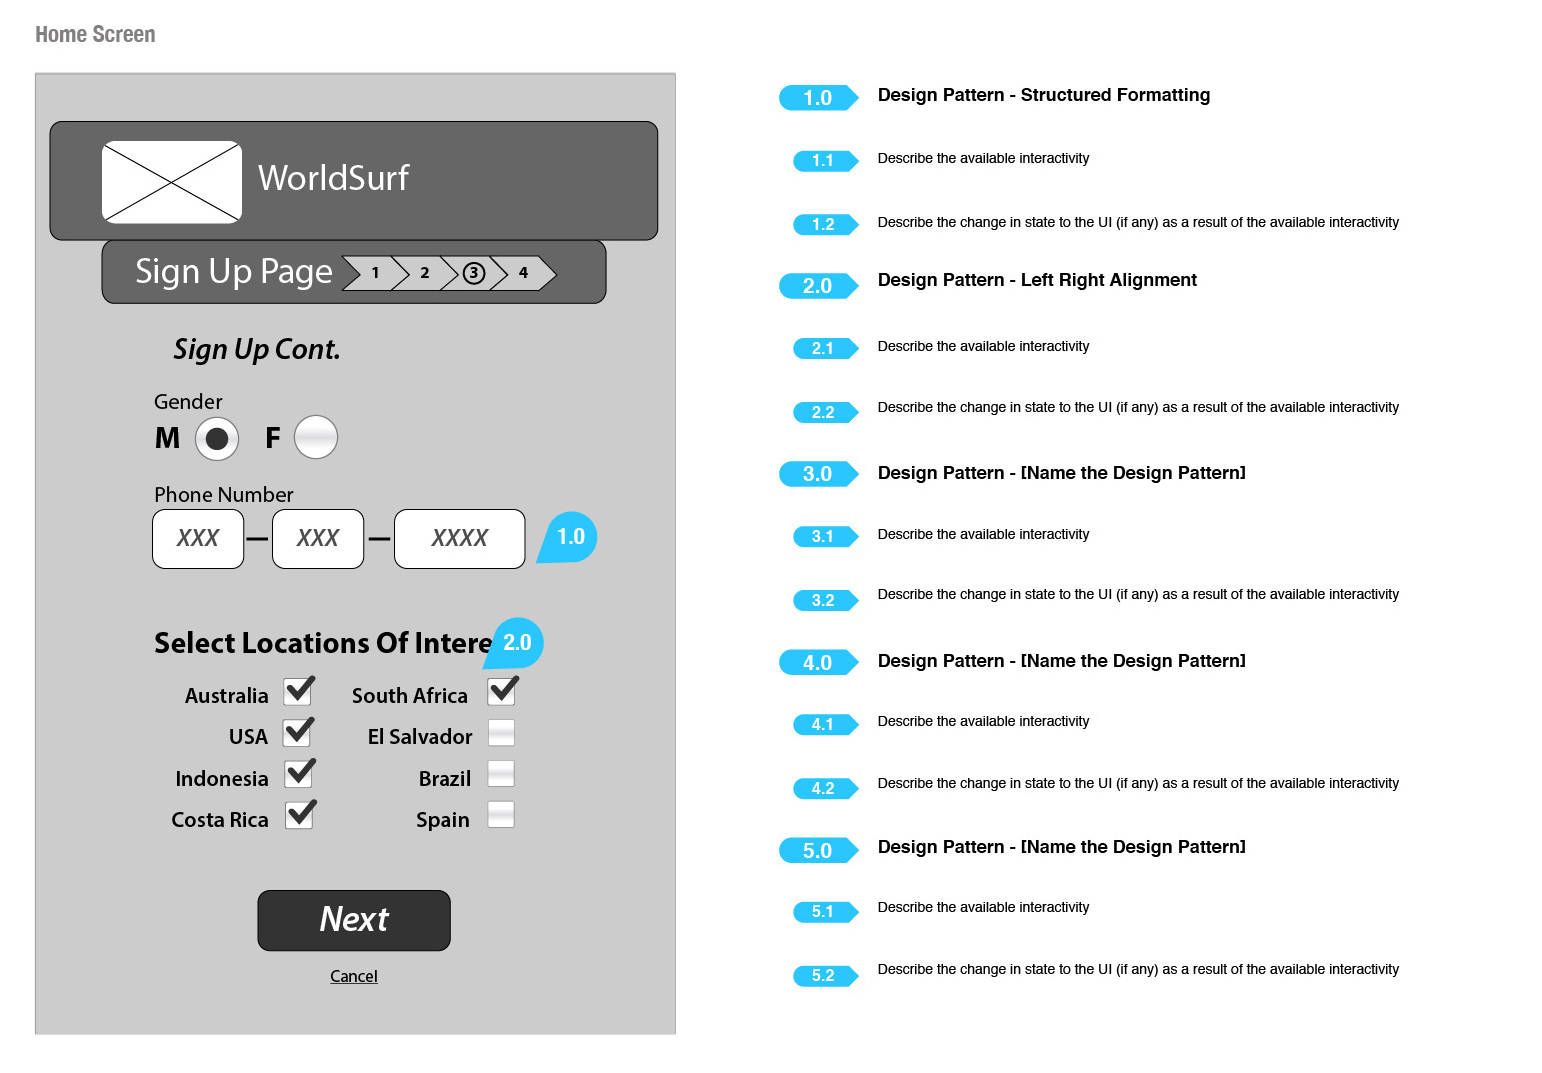 Home Screen
WorldSurf
Sign Up Page 1 2 3 4
Sign Up Cont.
Gender
M F
Phone Number
XXX – XXX – XXXX 1.0
Select Locations Of 2.0
Australia South Africa
USA El Salvador
Indonesia Brazil
Costa Rica Spain
Next
Cancel
1.0 Design Pattern - Structured Formatting
1.1 Describe the available interactivity
1.2 Describe the change in state to the UI (if any) as a result of the available interactivity
2.0 Design Pattern - Left Right Alignment
2.1 Describe the available interactivity
2.2 Describe the change in state to the UI (if any) as a result of the available interactivity
3.0 Design Pattern - [Name the Design Pattern]
3.1 Describe the available interactivity
3.2 Describe the change in state to the UI (if any) as a result of the available interactivity
4.0 Design Pattern - [Name the Design Pattern]
4.1 Describe the available interactivity
4.2 Describe the change in state to the UI (if any) as a result of the available interactivity
5.0 Design Pattern - [Name the Design Pattern]
5.1 Describe the available interactivity
5.2 Describe the change in state to the UI (if any) as a result of the available interactivity